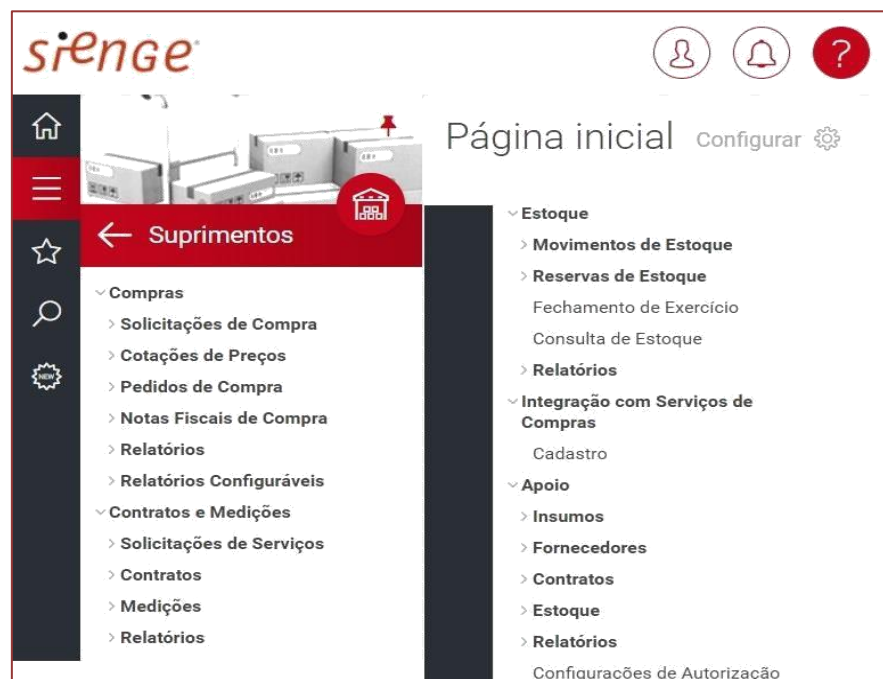 sienge
?
Página inicial Configurar
Suprimentos
NEW
Compras
Solicitações de Compra
Cotações de Preços
Pedidos de Compra
Notas Fiscais de Compra
Relatórios
Relatórios Configuráveis
Contratos e Medições
Solicitações de Serviços
Contratos
Medições
Relatórios
Estoque
Movimentos de Estoque
Reservas de Estoque
Fechamento de Exercício
Consulta de Estoque
Relatórios
Integração com Serviços de
Compras
Cadastro
Apoio
Insumos
Fornecedores
Contratos
Estoque
Relatórios
Configurações de Autorização